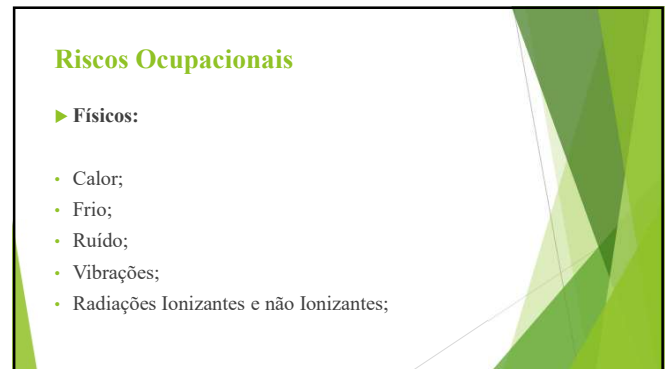 Riscos Ocupacionais
Físicos:
• Calor;
• Frio;
• Ruído;
• Vibrações;
• Radiações Ionizantes e não Ionizantes;